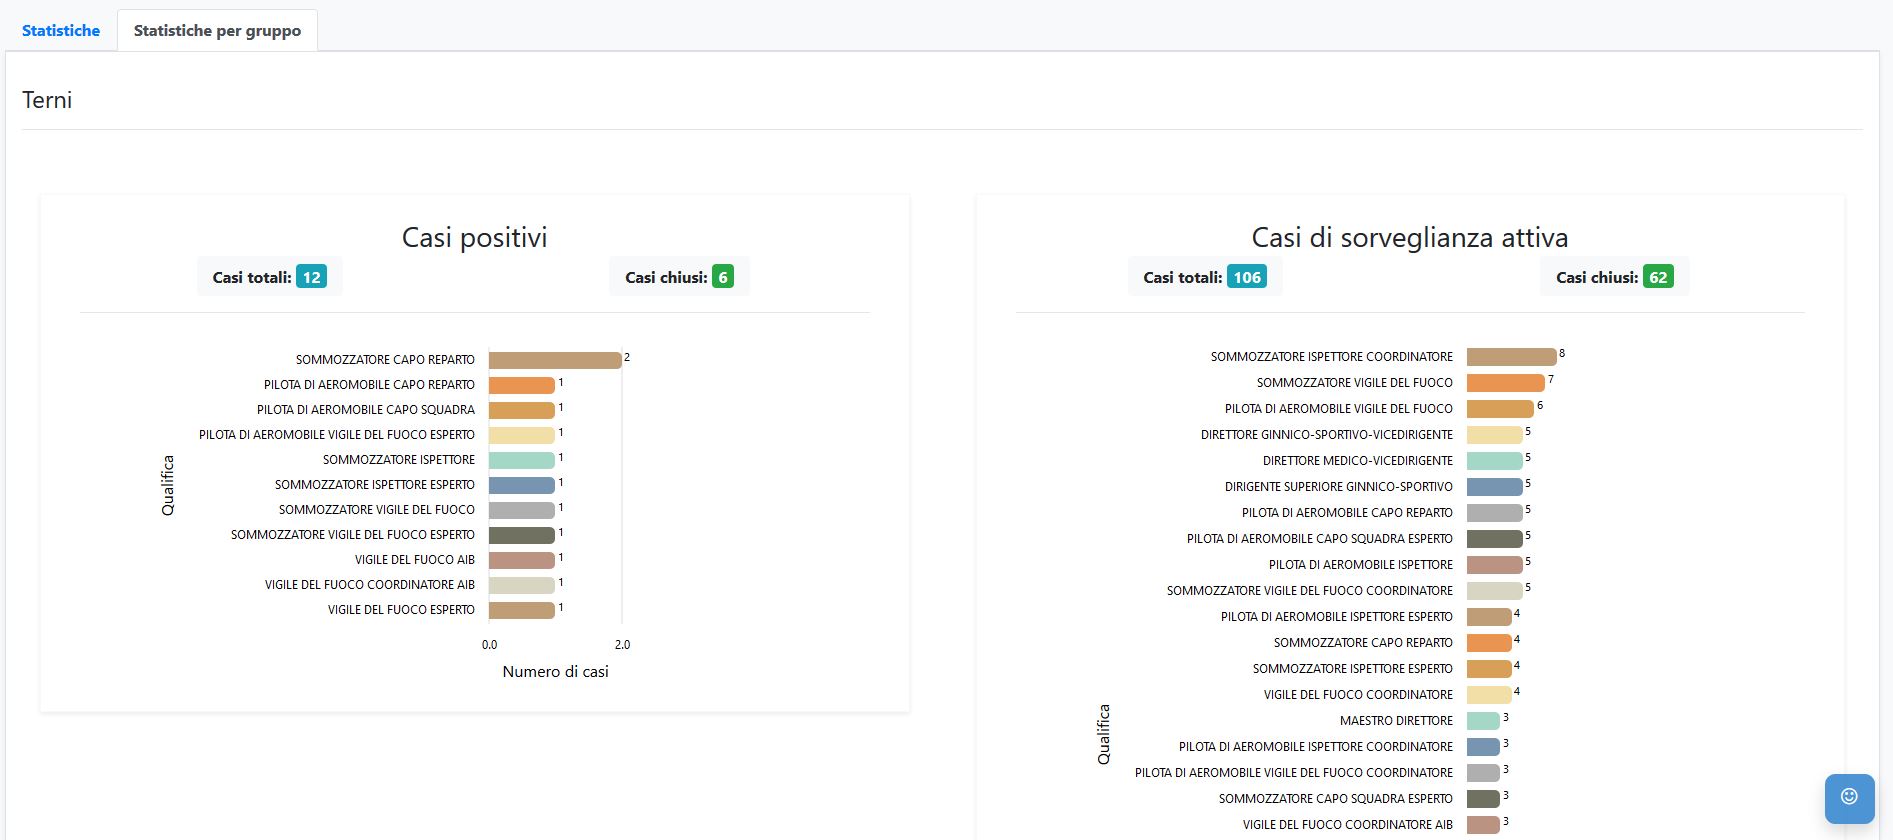 Statistiche
Statistiche per gruppo
Terni
Casi positivi
Casi totali: 12
Casi chiusi: 6
Qualifica
SOMMOZZATORE CAPO REPARTO 2
PILOTA DI AEROMOBILE CAPO REPARTO 1
PILOTA DI AEROMOBILE CAPO SQUADRA 1
PILOTA DI AEROMOBILE VIGILE DEL FUOCO ESPERTO 1
SOMMOZZATORE ISPETTORE 1
SOMMOZZATORE ISPETTORE ESPERTO 1
SOMMOZZATORE VIGILE DEL FUOCO 1
SOMMOZZATORE VIGILE DEL FUOCO ESPERTO 1
VIGILE DEL FUOCO AIB 1
VIGILE DEL FUOCO COORDINATORE AIB 1
VIGILE DEL FUOCO ESPERTO 1
0.0 2.0
Numero di casi
Casi di sorveglianza attiva
Casi totali: 106
Casi chiusi: 62
Qualifica
SOMMOZZATORE ISPETTORE COORDINATORE 8
SOMMOZZATORE VIGILE DEL FUOCO 7
PILOTA DI AEROMOBILE VIGILE DEL FUOCO 6
DIRETTORE GINNICO-SPORTIVO-VICEDIRIGENTE 5
DIRETTORE MEDICO-VICEDIRIGENTE 5
DIRIGENTE SUPERIORE GINNICO-SPORTIVO 5
PILOTA DI AEROMOBILE CAPO REPARTO 5
PILOTA DI AEROMOBILE CAPO SQUADRA ESPERTO 5
PILOTA DI AEROMOBILE ISPETTORE 5
SOMMOZZATORE VIGILE DEL FUOCO COORDINATORE 5
PILOTA DI AEROMOBILE ISPETTORE ESPERTO 4
SOMMOZZATORE CAPO REPARTO 4
SOMMOZZATORE ISPETTORE ESPERTO 4
VIGILE DEL FUOCO COORDINATORE 4
MAESTRO DIRETTORE 3
PILOTA DI AEROMOBILE ISPETTORE COORDINATORE 3
PILOTA DI AEROMOBILE VIGILE DEL FUOCO COORDINATORE 3
SOMMOZZATORE CAPO SQUADRA ESPERTO 3
VIGILE DEL FUOCO COORDINATORE AIB 3